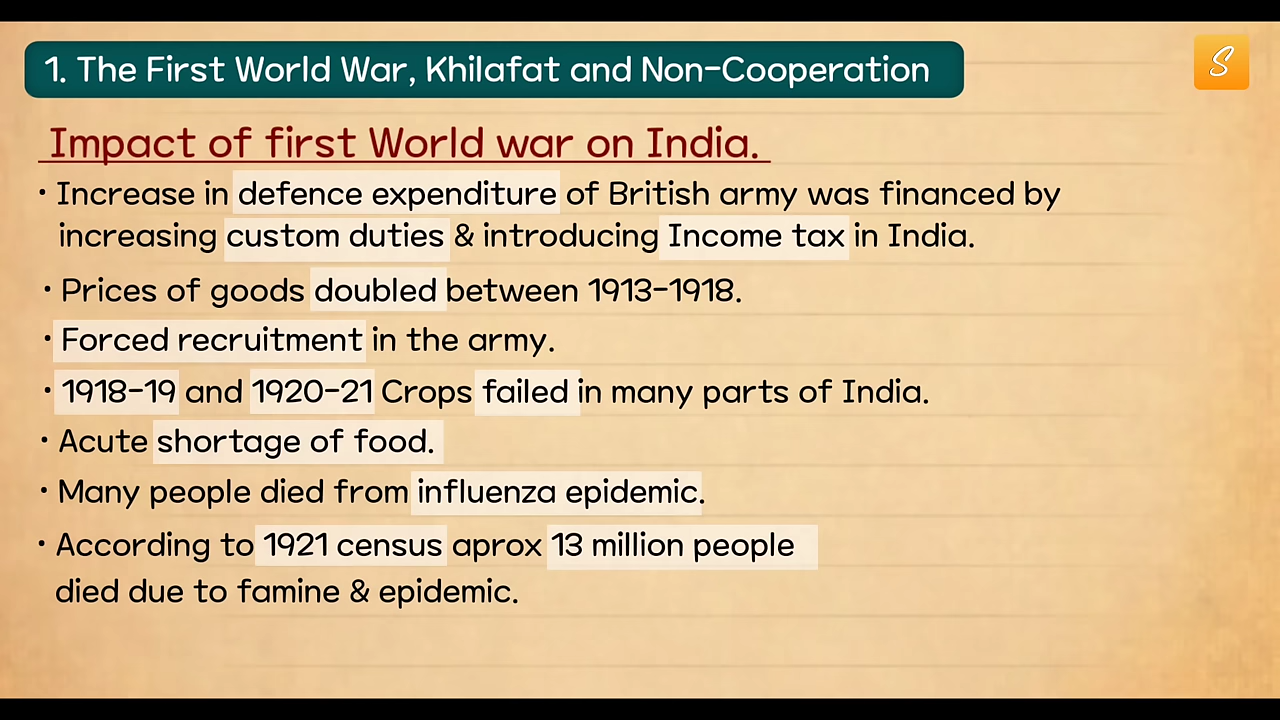 1. The First World War, Khilafat and Non-Cooperation
S
Impact of first World war on India.
• Increase in defence expenditure of British army was financed by
increasing custom duties & introducing Income tax in India.
• Prices of goods doubled between 1913-1918.
• Forced recruitment in the army.
• 1918-19 and 1920-21 Crops failed in many parts of India.
• Acute shortage of food.
• Many people died from influenza epidemic.
• According to 1921 census aprox 13 million people
died due to famine & epidemic.